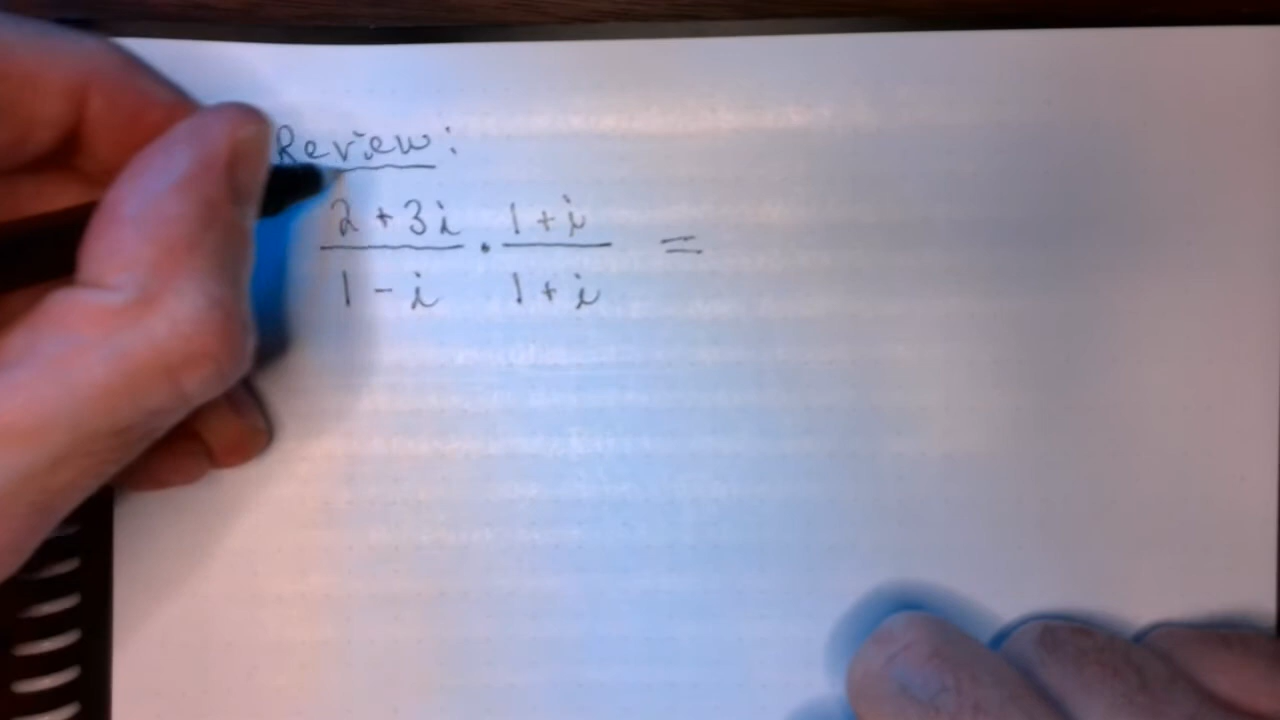 Review:
2 + 3i / 1 - i · 1 + i / 1 + i =